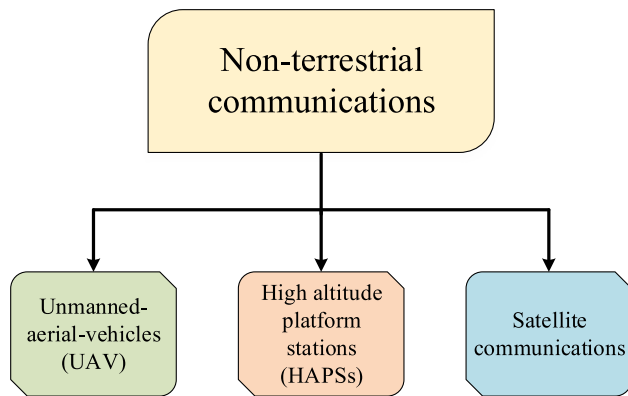 Non-terrestrial
communications
Unmanned-
aerial-vehicles
(UAV)
High altitude
platform
stations
(HAPSs)
Satellite
communications